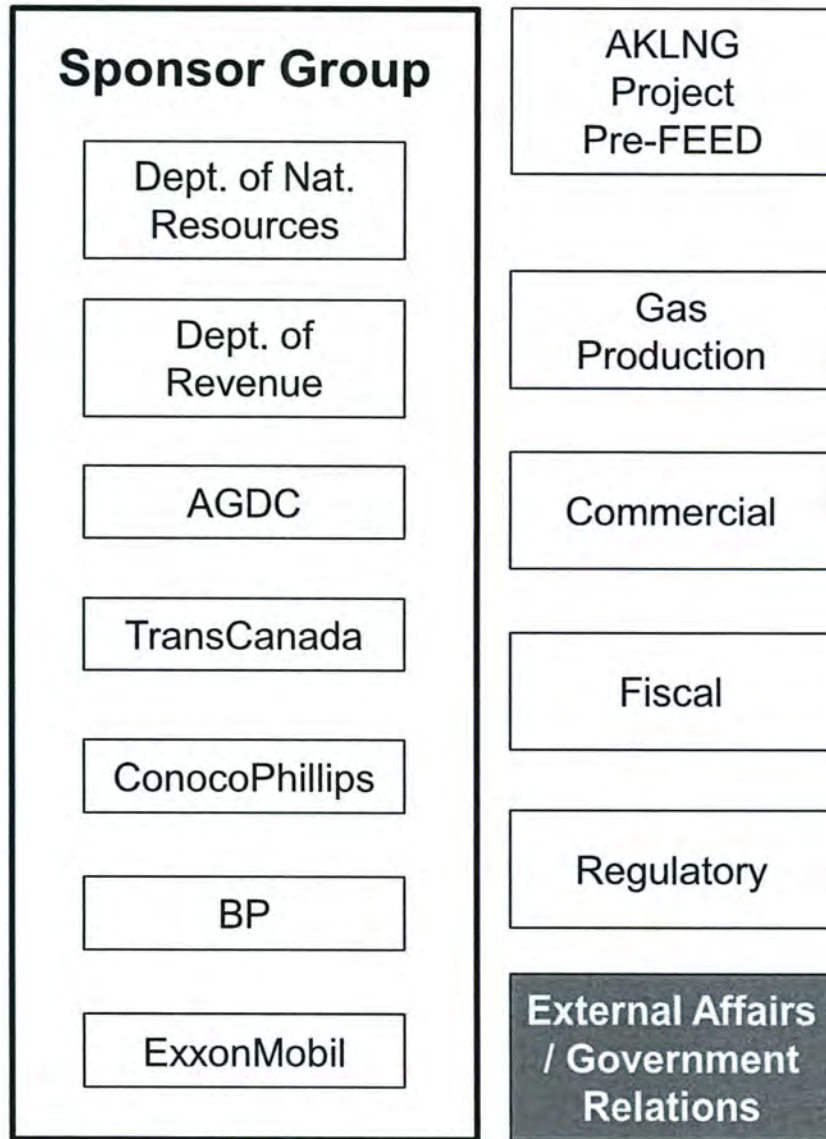 Sponsor Group
Dept. of Nat.
Resources
Dept. of
Revenue
AGDC
TransCanada
ConocoPhillips
BP
ExxonMobil
AKLNG
Project
Pre-FEED
Gas
Production
Commercial
Fiscal
Regulatory
External Affairs
/ Government
Relations